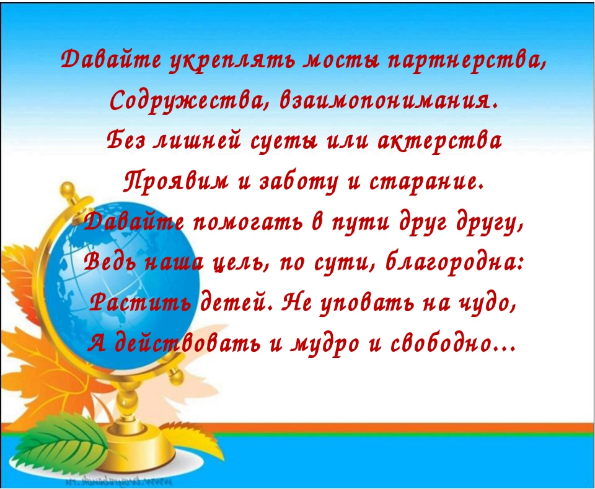 Давайте укреплять мосты партнерства,
Содружества, взаимопонимания.
Без лишней суеты или актерства
Проявим и заботу и старание.
Давайте помогать в пути друг другу,
Ведь наша цель, по сути, благородна:
Растить детей. Не уповать на чудо,
А действовать и мудро и свободно...